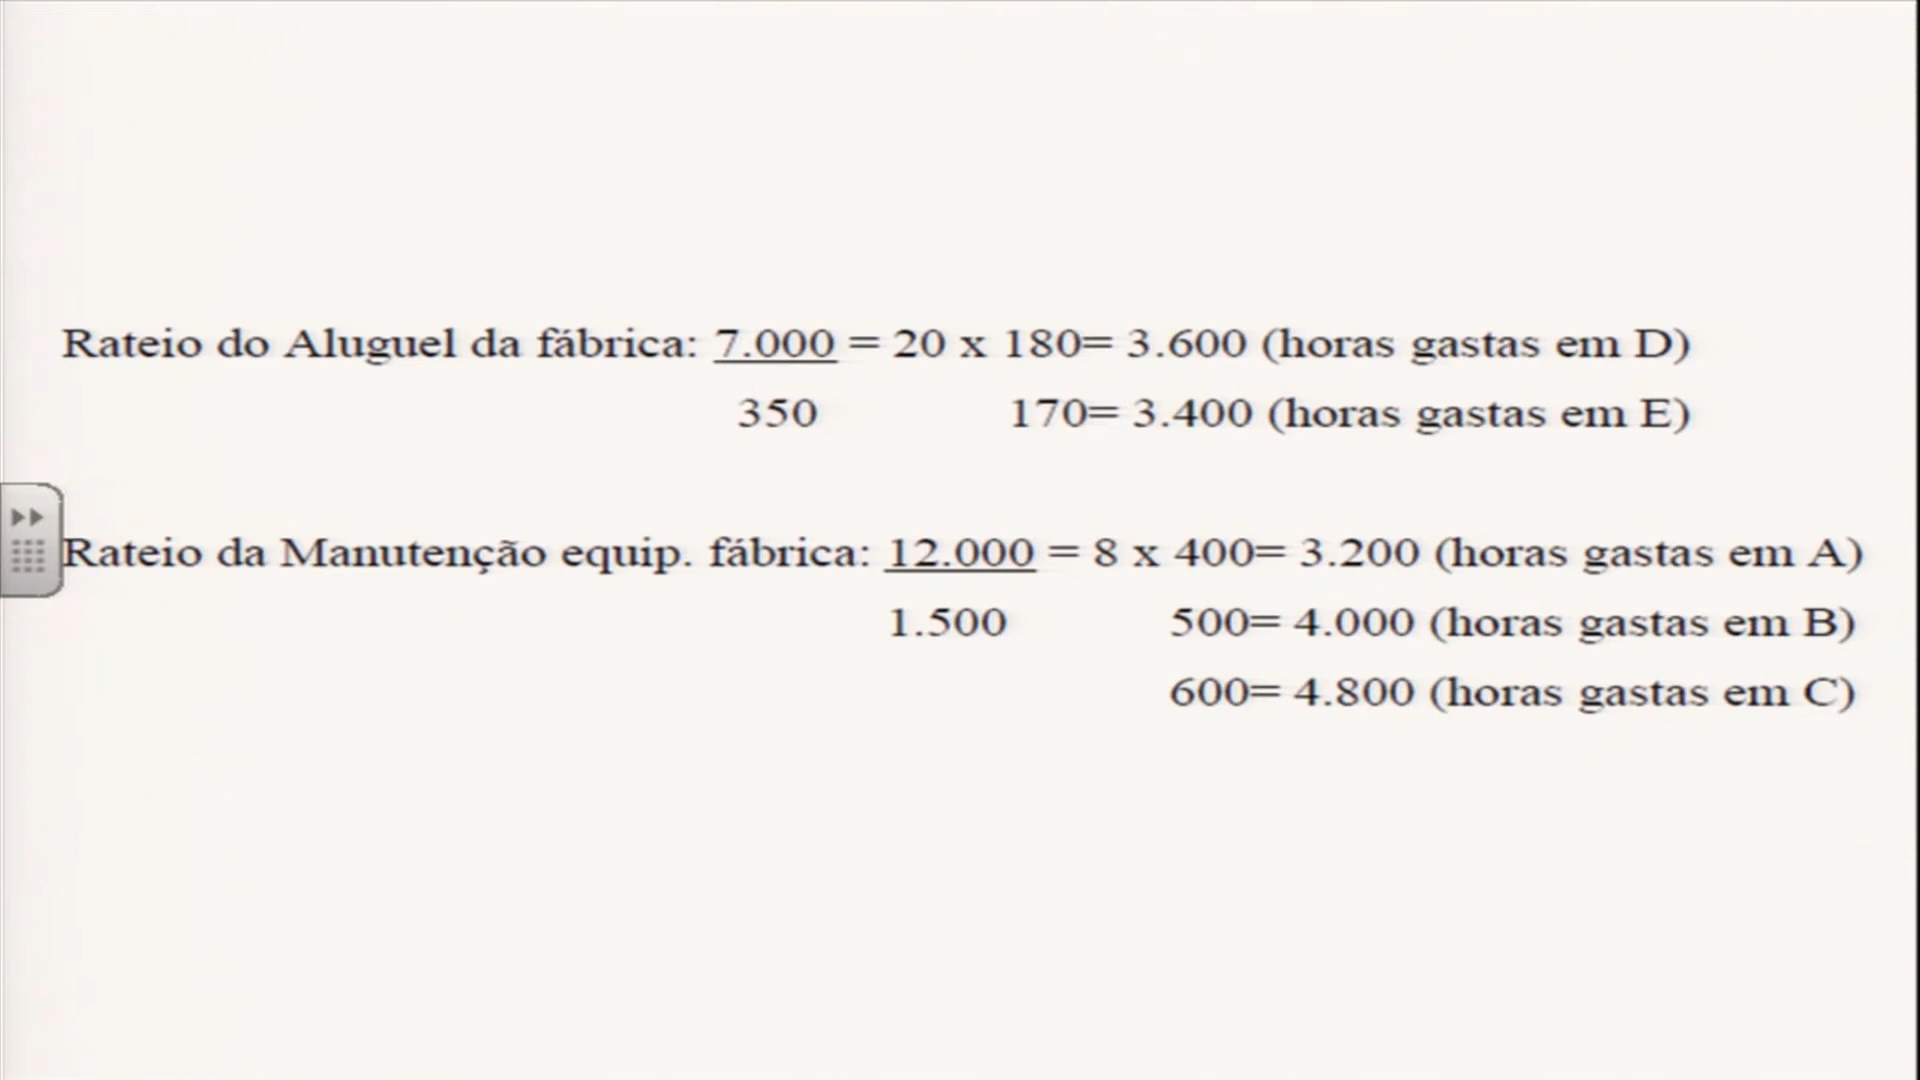 Rateio do Aluguel da fábrica: 7.000 = 20 x 180= 3.600 (horas gastas em D)
350 170= 3.400 (horas gastas em E)
Rateio da Manutenção equip. fábrica: 12.000 = 8 x 400= 3.200 (horas gastas em A)
1.500 500= 4.000 (horas gastas em B)
600= 4.800 (horas gastas em C)